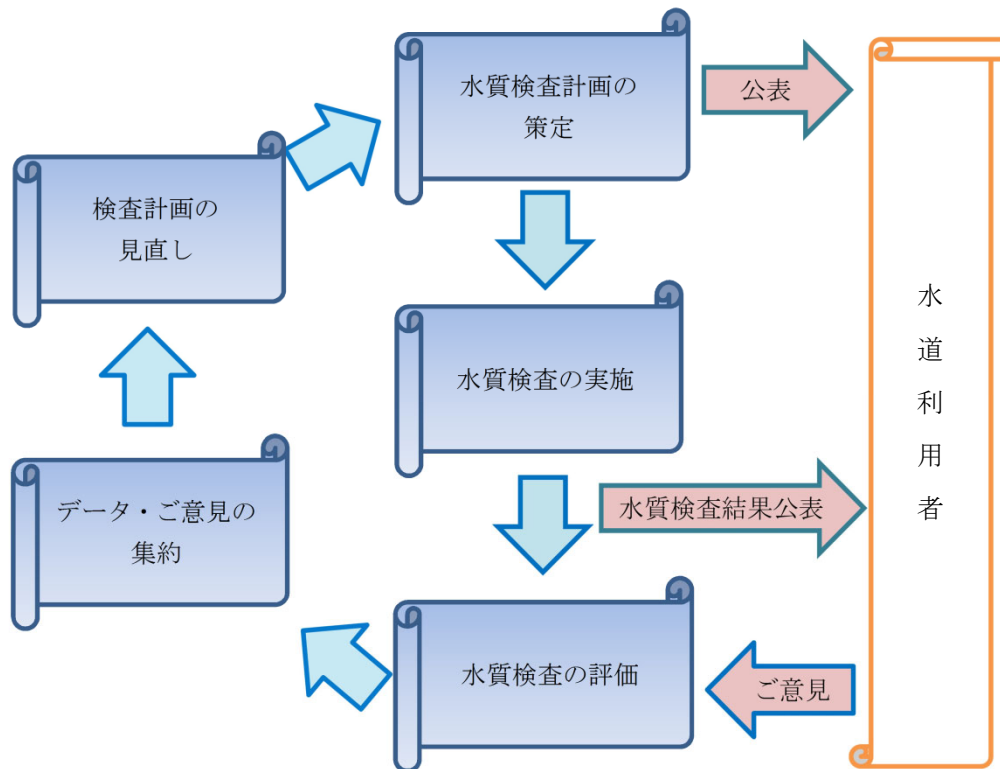 水質検査計画の
策定
公表
検査計画の
見直し
水質検査の実施
水道利用者
データ・ご意見の
集約
水質検査結果公表
水質検査の評価
ご意見